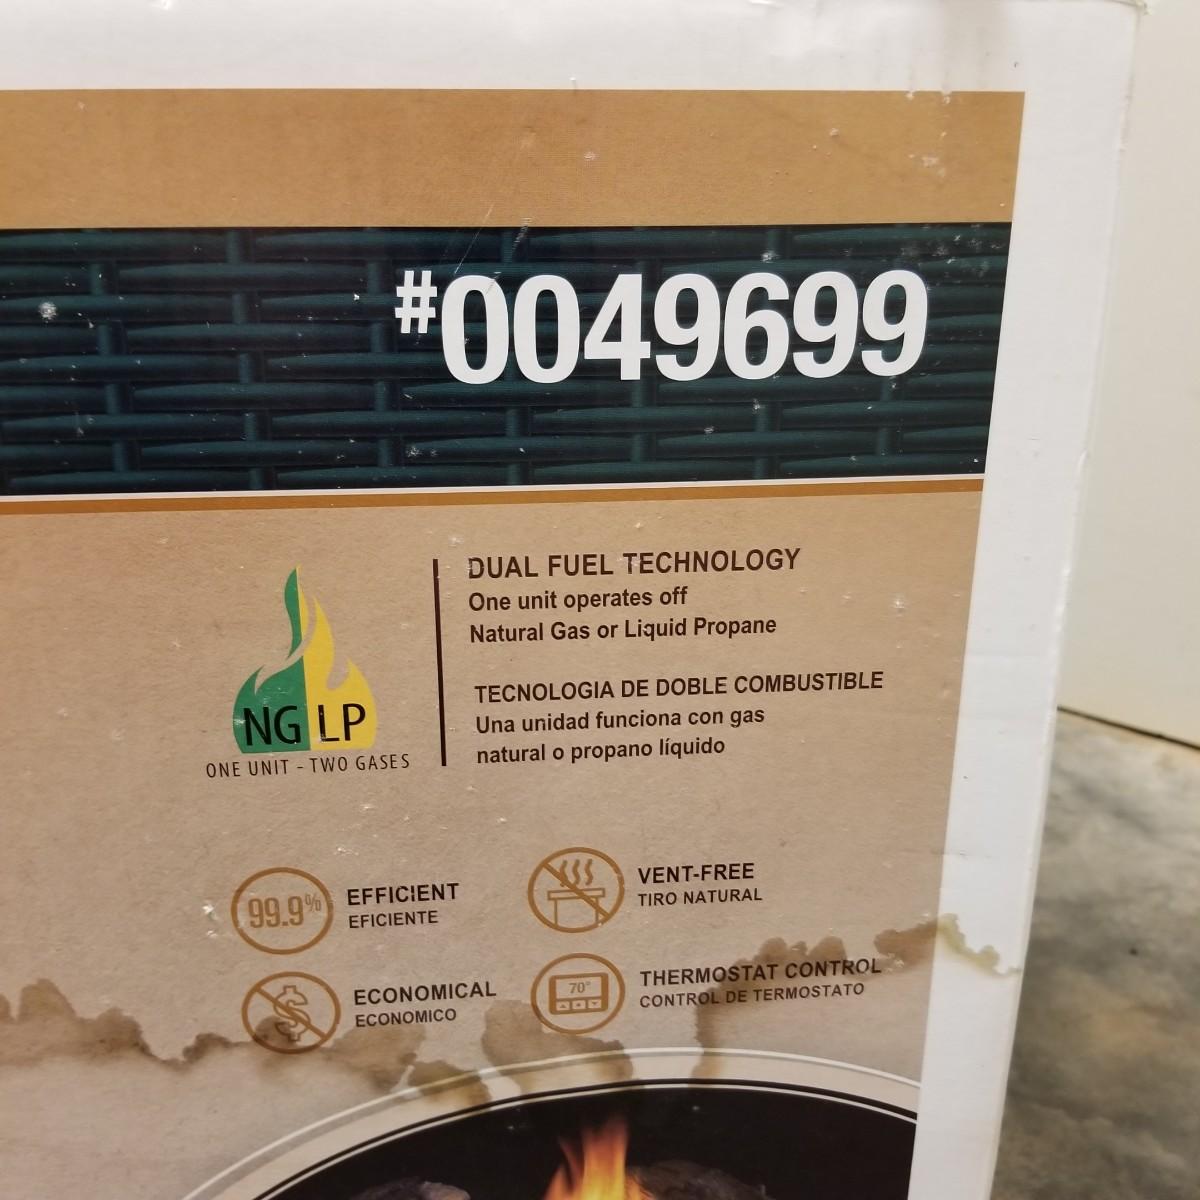 #0049699
DUAL FUEL TECHNOLOGY
One unit operates off
Natural Gas or Liquid Propane
TECNOLOGIA DE DOBLE COMBUSTIBLE
Una unidad funciona con gas
natural o propano líquido
NG LP
ONE UNIT - TWO GASES
99.9%
EFFICIENT
EFICIENTE
VENT-FREE
TIRO NATURAL
$
ECONOMICAL
ECONOMICO
70°
THERMOSTAT CONTROL
CONTROL DE TERMOSTATO